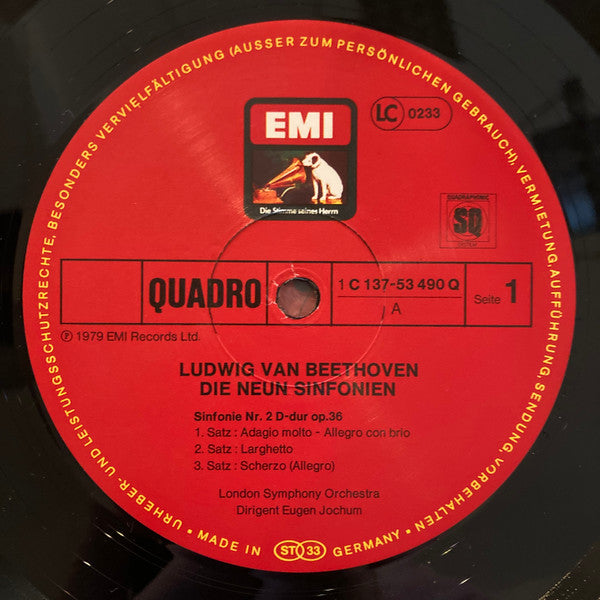 URHEBER- UND LEISTUNGSSCHUTZRECHTE, BESONDERS VERVIELFÄLTIGUNG (AUSSER ZUM PERSÖNLICHEN GEBRAUCH), VERMIETUNG, AUFFÜHRUNG, SENDUNG, VORBEHALTEN •
EMI
Die Stimme seines Herrn
LC 0233
QUADRAPHONIC
SQ
SYSTEM
QUADRO
1 C 137-53 490 Q
A
Seite 1
Ⓟ 1979 EMI Records Ltd.
LUDWIG VAN BEETHOVEN
DIE NEUN SINFONIEN
Sinfonie Nr. 2 D-dur op.36
1. Satz : Adagio molto - Allegro con brio
2. Satz : Larghetto
3. Satz : Scherzo (Allegro)
London Symphony Orchestra
Dirigent Eugen Jochum
• MADE IN ST 33 GERMANY •